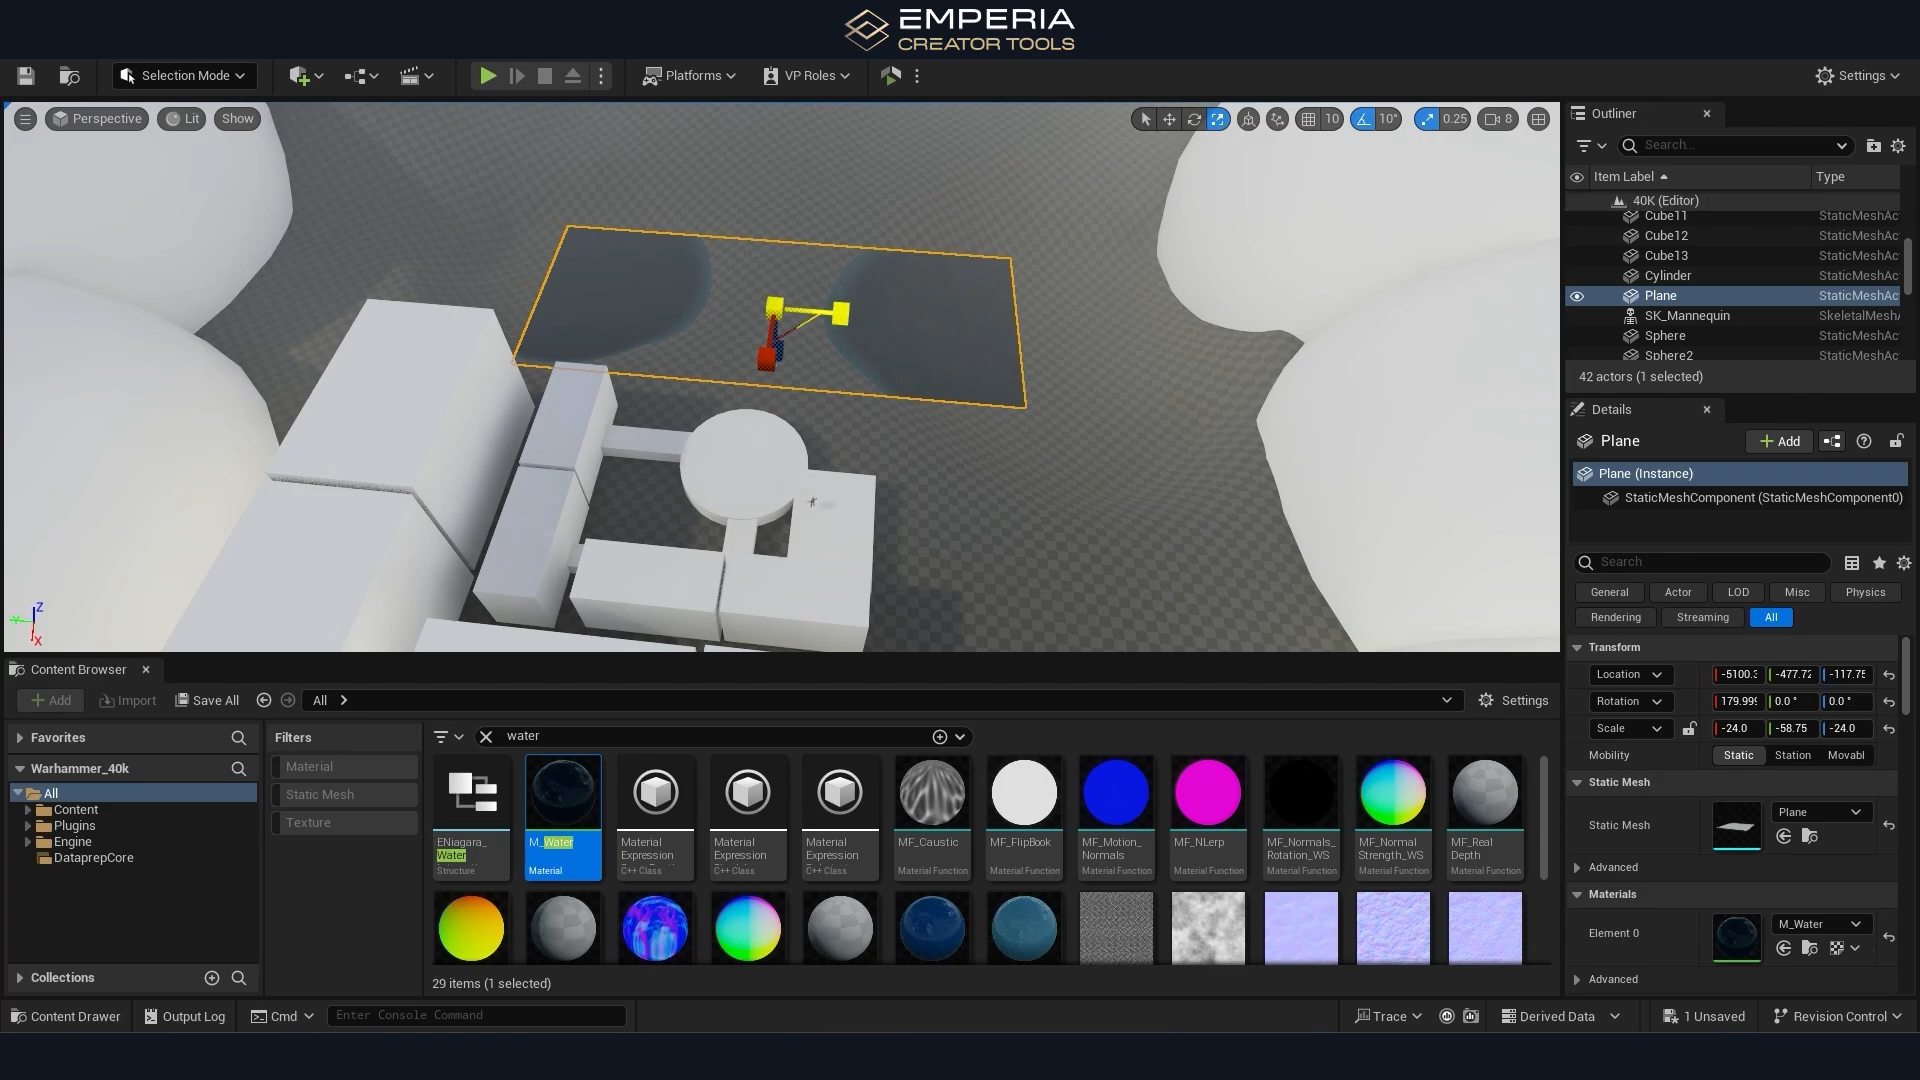 EMPERIA
CREATOR TOOLS
Selection Mode
Platforms
VP Roles
Settings
Perspective
Lit
Show
10
10°
0.25
8
Z
Y
X
Outliner
Search...
Item Label
Type
40K (Editor)
Cube11 StaticMeshAc
Cube12 StaticMeshAc
Cube13 StaticMeshAc
Cylinder StaticMeshAc
Plane StaticMeshAc
SK_Mannequin SkeletalMesh
Sphere StaticMeshAc
Sphere2 StaticMeshAc
42 actors (1 selected)
Details
Plane
Add
Plane (Instance)
StaticMeshComponent (StaticMeshComponent0)
Search
General Actor LOD Misc Physics
Rendering Streaming All
Transform
Location -5100.3 -477.72 -117.75
Rotation 179.999 0.0 ° 0.0 °
Scale -24.0 -58.75 -24.0
Mobility Static Station Movabl
Static Mesh
Static Mesh Plane
Advanced
Materials
Element 0 M_Water
Advanced
Content Browser
Add Import Save All All Settings
Favorites
Warhammer_40k
All
Content
Plugins
Engine
DataprepCore
Collections
Filters
Material
Static Mesh
Texture
water
ENiagara_
Water
Structure
M_Water
Material
Material
Expression
C++ Class
Material
Expression
C++ Class
Material
Expression
C++ Class
MF_Caustic
Material Function
MF_FlipBook
Material Function
MF_Motion_
Normals
Material Function
MF_NLerp
Material Function
MF_Normals_
Rotation_WS
Material Function
MF_Normal
Strength_WS
Material Function
MF_Real
Depth
Material Function
29 items (1 selected)
Content Drawer
Output Log
Cmd
Enter Console Command
Trace
Derived Data
1 Unsaved
Revision Control